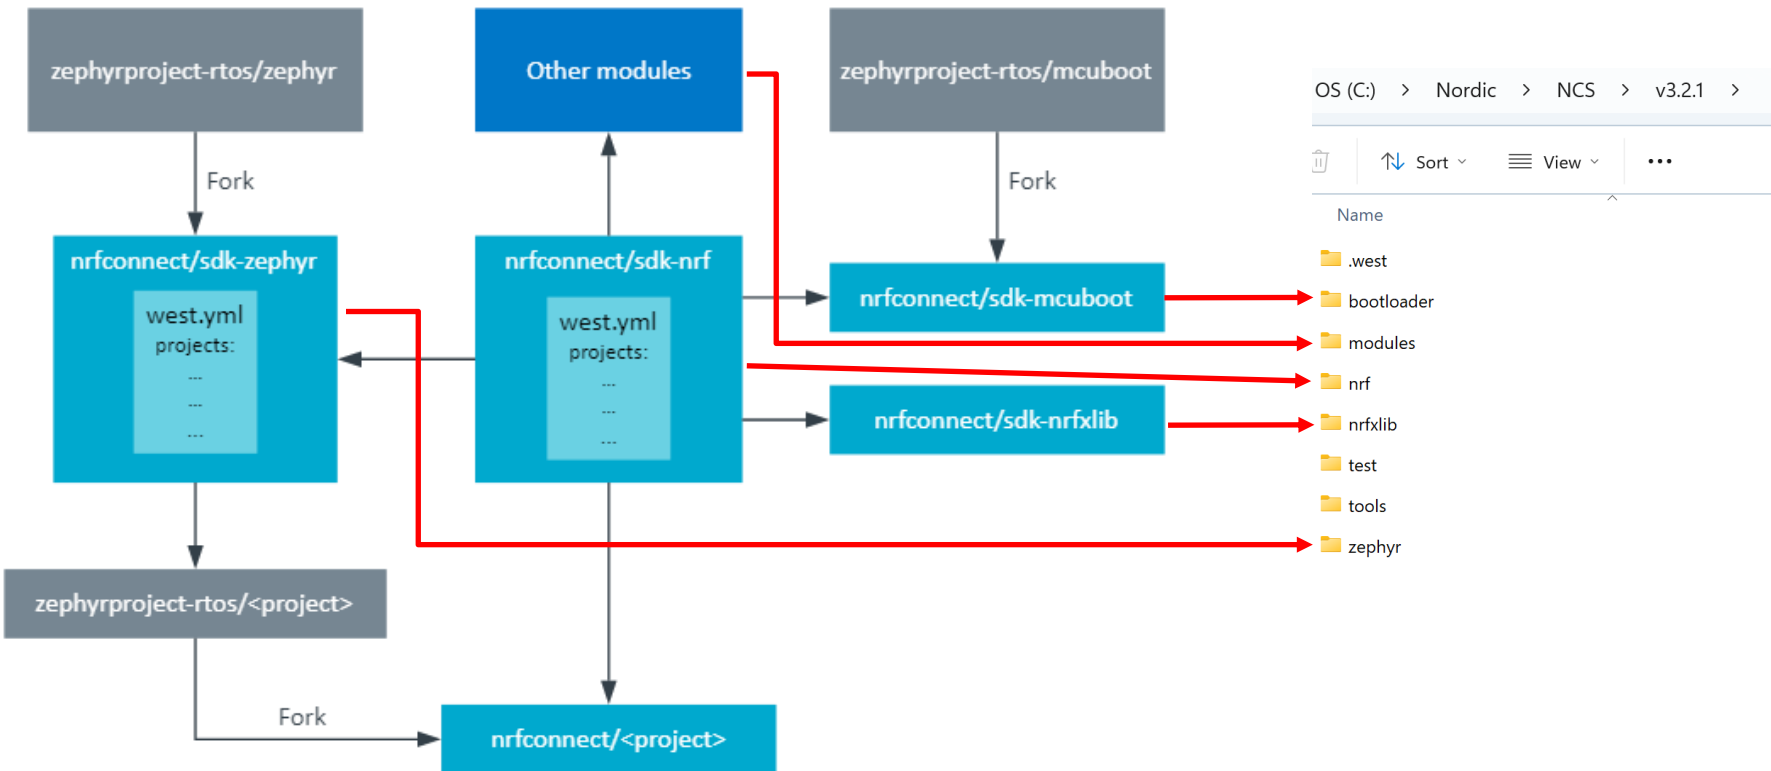 zephyrproject-rtos/zephyr
Other modules
zephyrproject-rtos/mcuboot
Fork
Fork
nrfconnect/sdk-zephyr
west.yml
projects:
...
...
...
nrfconnect/sdk-nrf
west.yml
projects:
...
...
...
nrfconnect/sdk-mcuboot
nrfconnect/sdk-nrfxlib
zephyrproject-rtos/<project>
Fork
nrfconnect/<project>
OS (C:) > Nordic > NCS > v3.2.1 >
Sort
View
Name
.west
bootloader
modules
nrf
nrfxlib
test
tools
zephyr